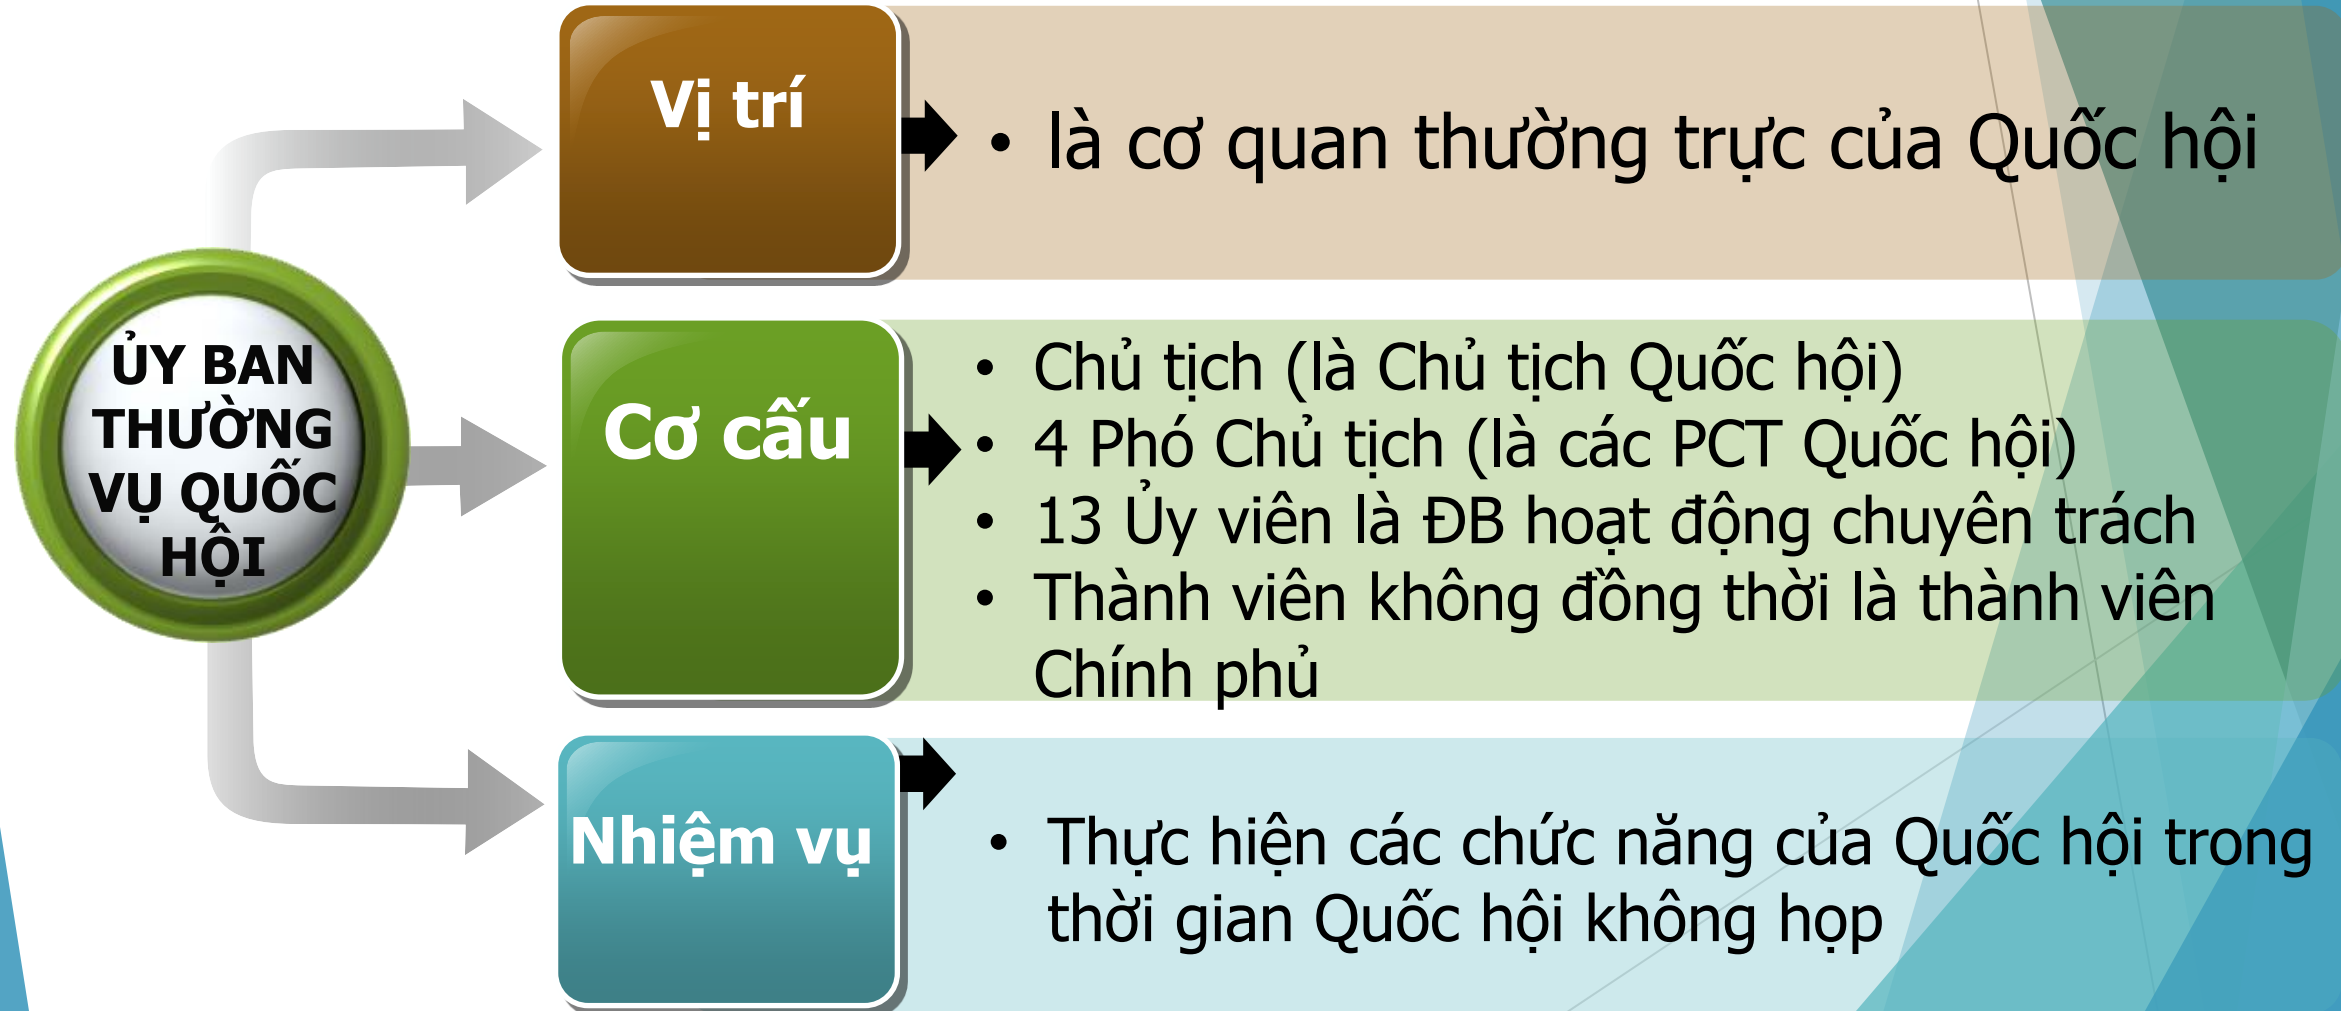 ỦY BAN
THƯỜNG
VỤ QUỐC
HỘI
Vị trí
• là cơ quan thường trực của Quốc hội
Cơ cấu
• Chủ tịch (là Chủ tịch Quốc hội)
• 4 Phó Chủ tịch (là các PCT Quốc hội)
• 13 Ủy viên là ĐB hoạt động chuyên trách
• Thành viên không đồng thời là thành viên
Chính phủ
Nhiệm vụ
• Thực hiện các chức năng của Quốc hội trong
thời gian Quốc hội không họp